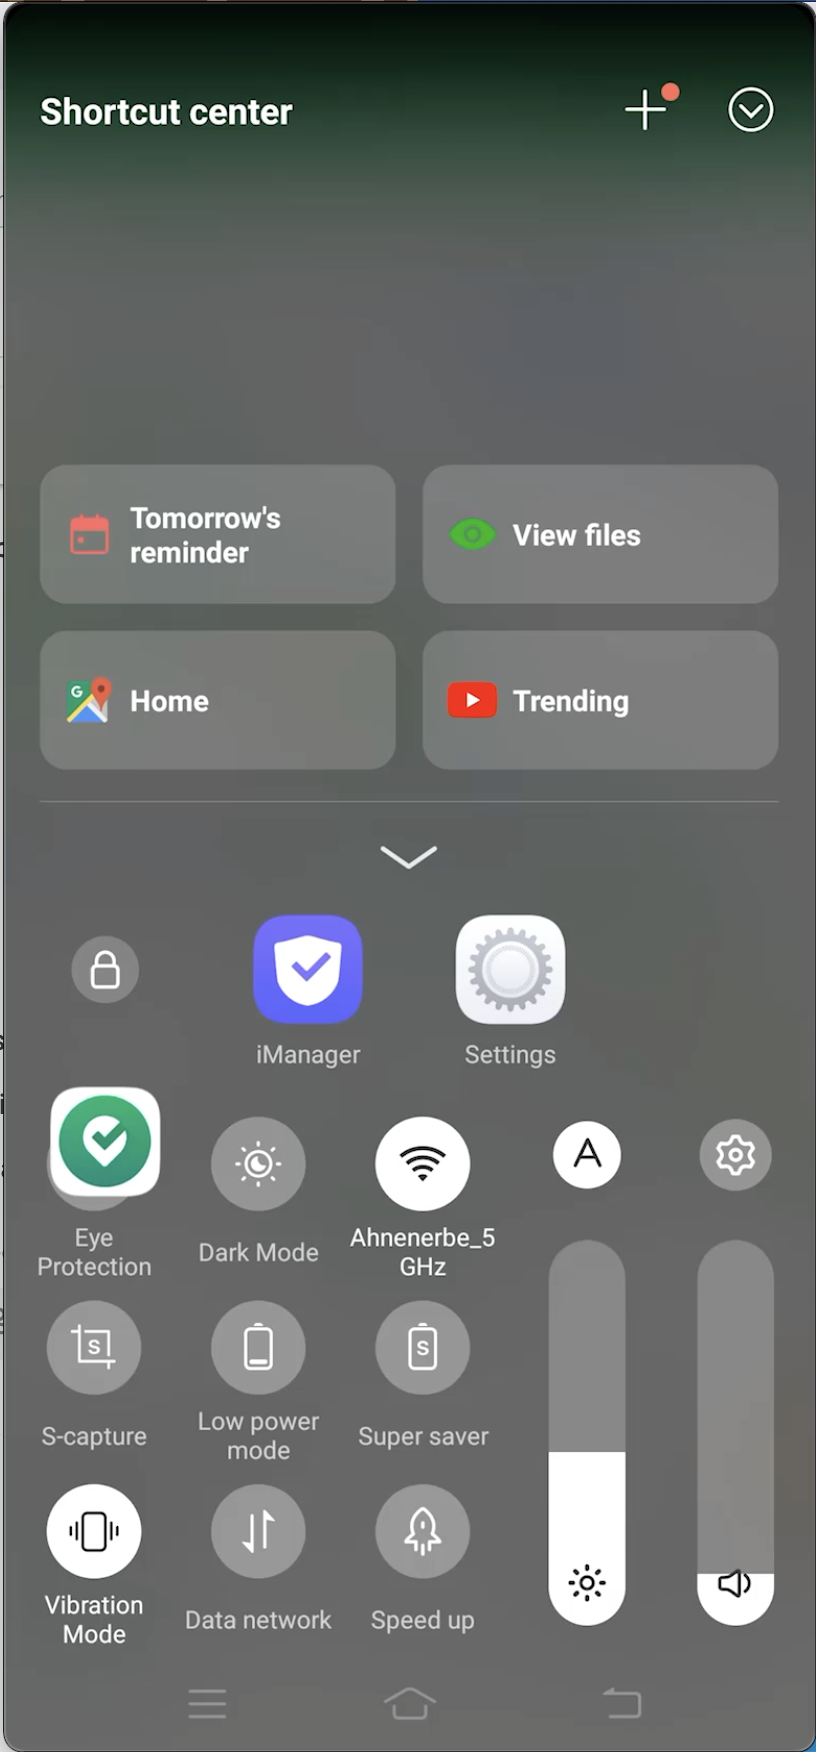 Shortcut center
Tomorrow's
reminder
View files
Home
Trending
iManager
Settings
A
Eye
Protection
Dark Mode
Ahnenerbe_5
GHz
S-capture
Low power
mode
Super saver
Vibration
Mode
Data network
Speed up